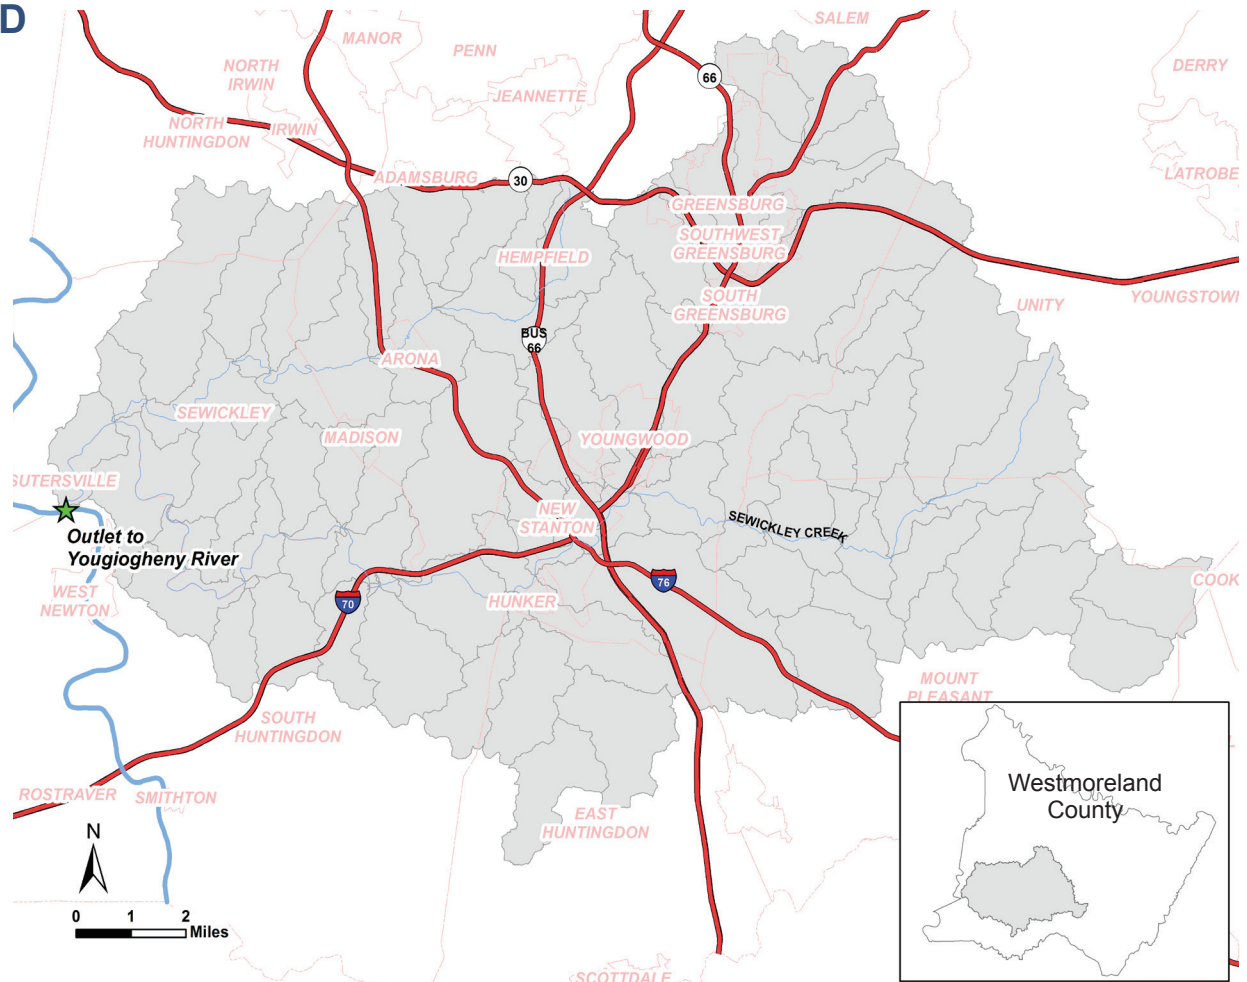 D
SALEM
MANOR
PENN
NORTH
IRWIN
66
DERRY
JEANNETTE
NORTH
HUNTINGDON
IRWIN
ADAMSBURG
30
LATROBE
GREENSBURG
SOUTHWEST
GREENSBURG
HEMPFIELD
SOUTH
GREENSBURG
UNITY
YOUNGSTOWN
BUS
66
ARONA
SEWICKLEY
MADISON
YOUNGWOOD
SUTERSVILLE
NEW
STANTON
SEWICKLEY CREEK
Outlet to
Yougiogheny River
WEST
NEWTON
70
76
HUNKER
COOK
MOUNT
PLEASANT
SOUTH
HUNTINGDON
ROSTRAVER
SMITHTON
EAST
HUNTINGDON
Westmoreland
County
N
0 1 2
Miles
SCOTTDALE